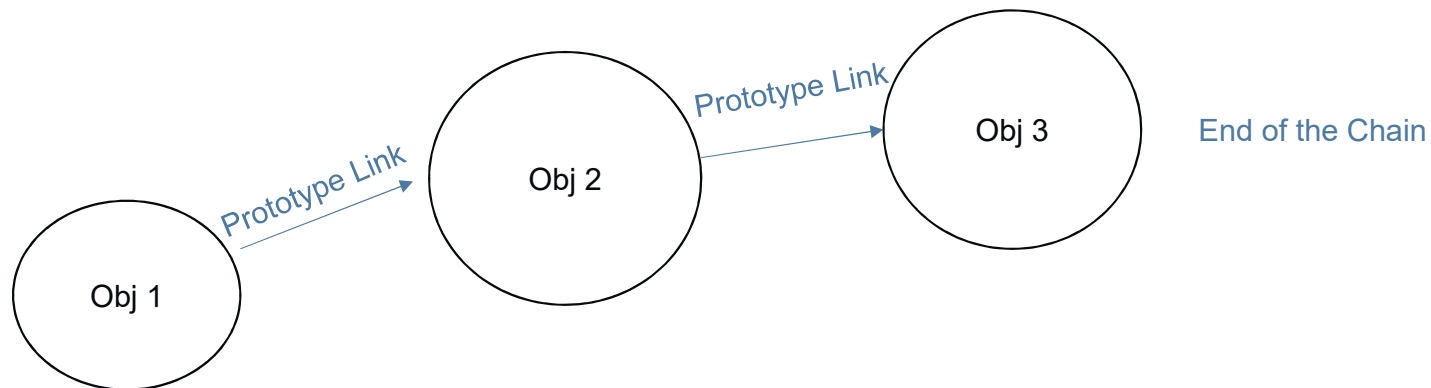 Obj 1
Prototype Link
Obj 2
Prototype Link
Obj 3
End of the Chain